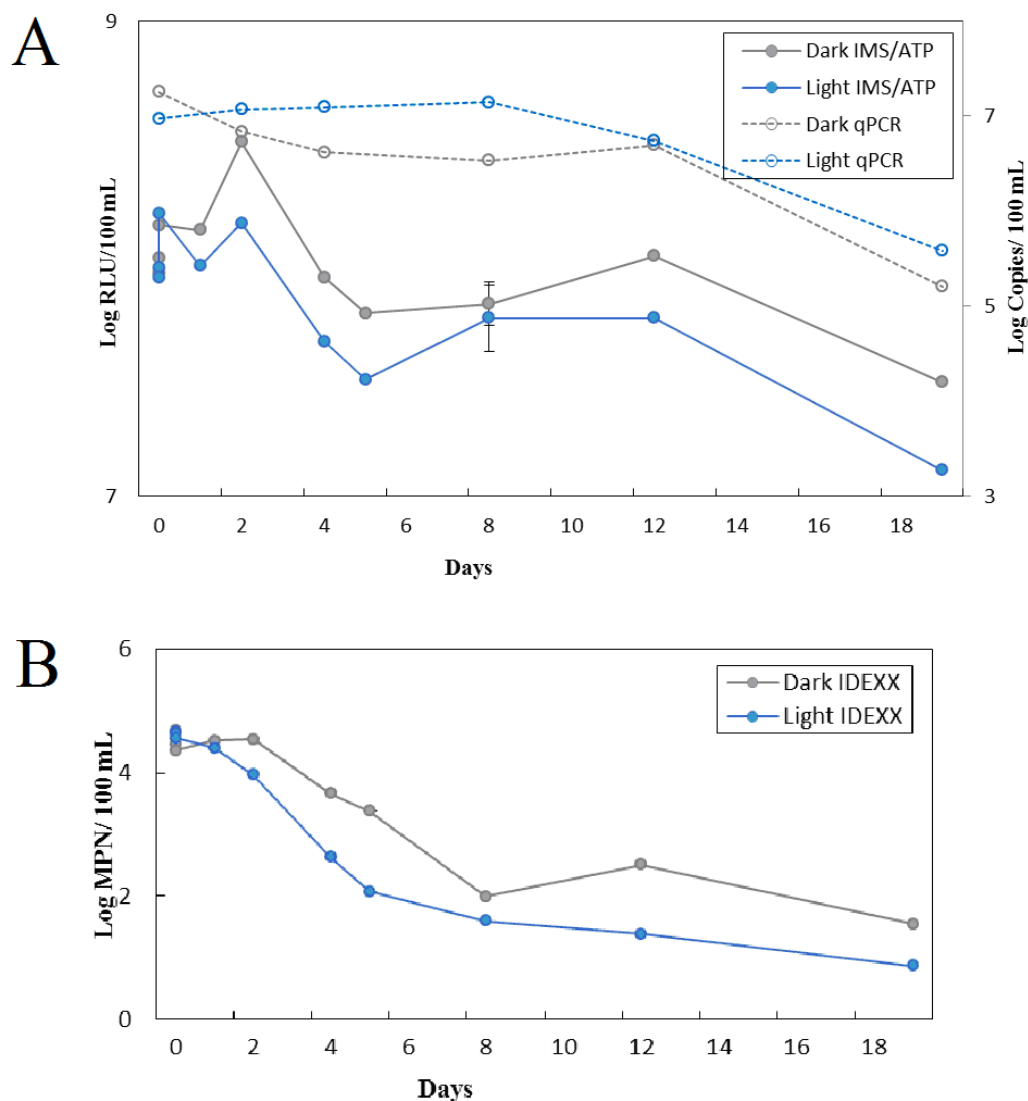 A
9
7
Log RLU/100 mL
Dark IMS/ATP
Light IMS/ATP
Dark qPCR
Light qPCR
7
5
3
Log Copies/ 100 mL
0 2 4 6 8 10 12 14 16 18
Days
B
6
4
2
0
Log MPN/ 100 mL
Dark IDEXX
Light IDEXX
0 2 4 6 8 10 12 14 16 18
Days